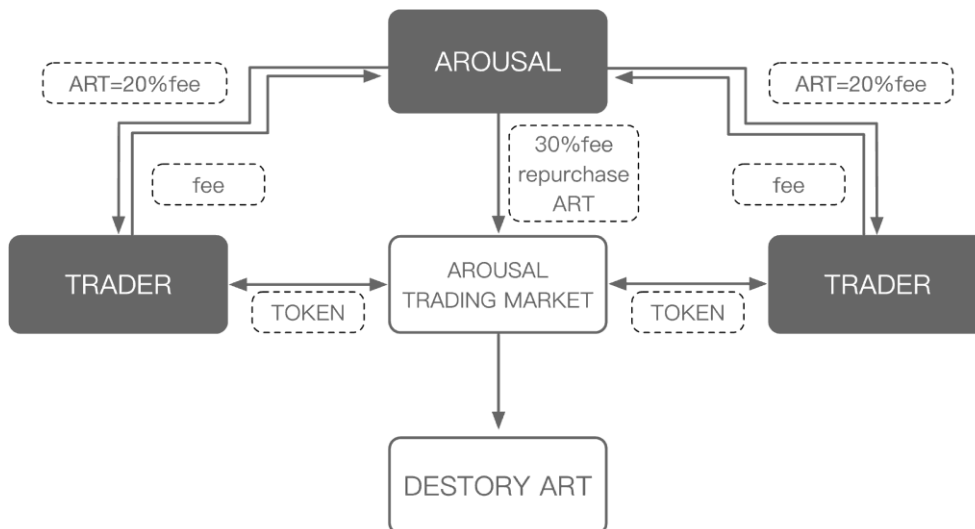 AROUSAL
ART=20%fee
ART=20%fee
30%fee
repurchase
ART
fee
fee
TRADER
AROUSAL
TRADING MARKET
TRADER
TOKEN
TOKEN
DESTORY ART